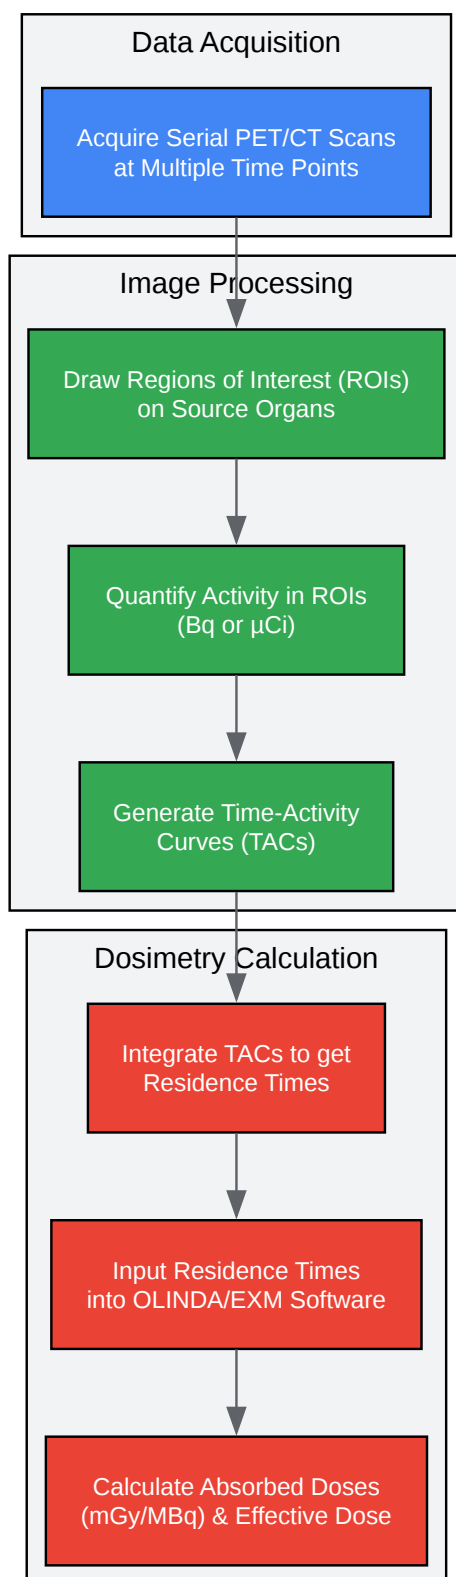 Data Acquisition
Acquire Serial PET/CT Scans
at Multiple Time Points
Image Processing
Draw Regions of Interest (ROIs)
on Source Organs
Quantify Activity in ROIs
(Bq or µCi)
Generate Time-Activity
Curves (TACs)
Dosimetry Calculation
Integrate TACs to get
Residence Times
Input Residence Times
into OLINDA/EXM Software
Calculate Absorbed Doses
(mGy/MBq) & Effective Dose